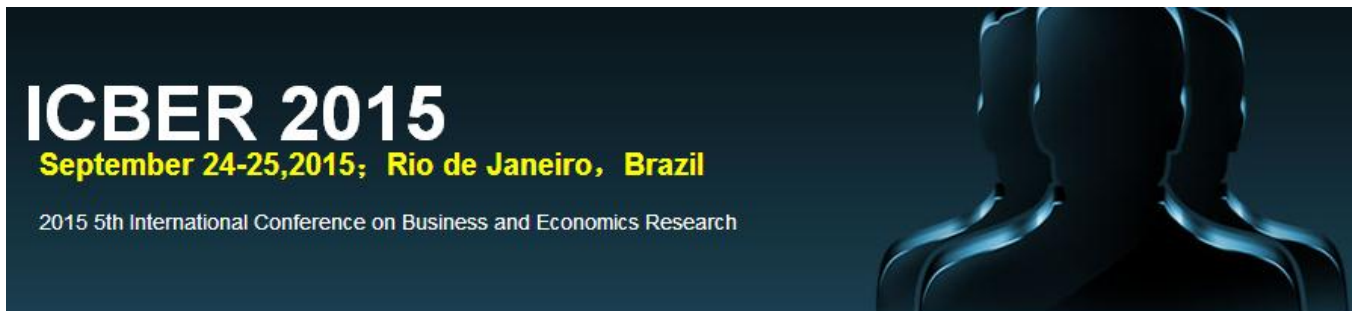 ICBER 2015
September 24-25,2015；Rio de Janeiro，Brazil
2015 5th International Conference on Business and Economics Research